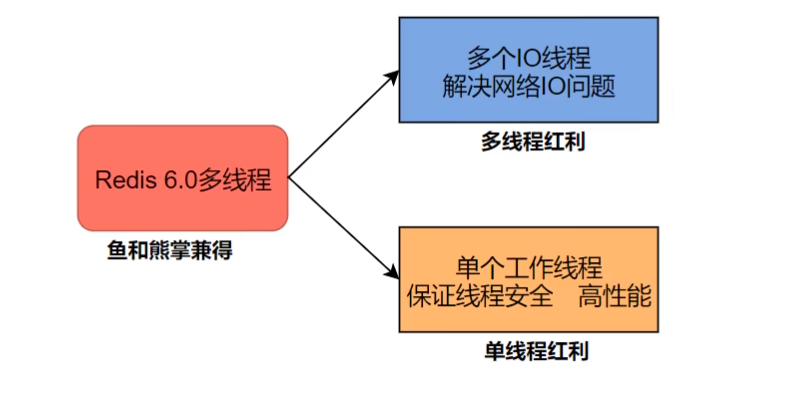 多个IO线程
解决网络IO问题
多线程红利
Redis 6.0多线程
鱼和熊掌兼得
单个工作线程
保证线程安全 高性能
单线程红利